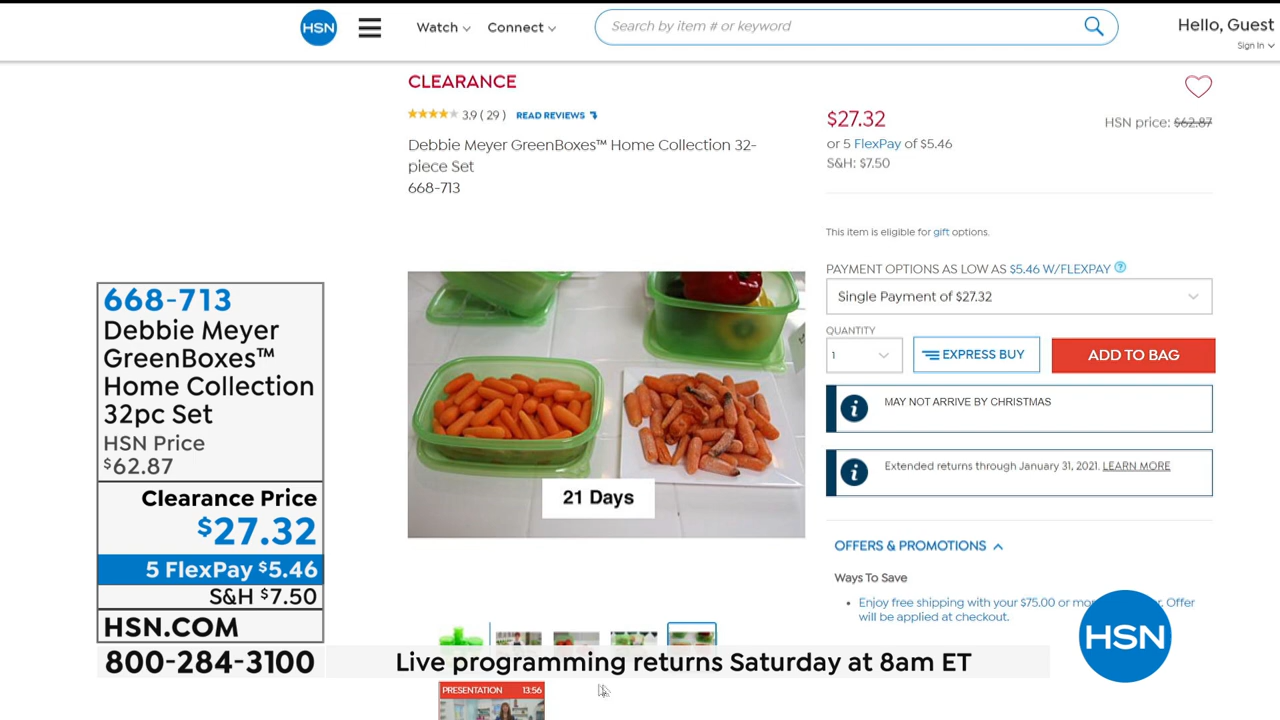 HSN
Watch
Connect
Search by item # or keyword
Hello, Guest
Sign In
CLEARANCE
3.9 ( 29 ) READ REVIEWS
Debbie Meyer GreenBoxes™ Home Collection 32-
piece Set
668-713
$27.32
HSN price: $62.87
or 5 FlexPay of $5.46
S&H: $7.50
This item is eligible for gift options.
PAYMENT OPTIONS AS LOW AS $5.46 W/FLEXPAY ?
Single Payment of $27.32
QUANTITY
1
EXPRESS BUY
ADD TO BAG
i MAY NOT ARRIVE BY CHRISTMAS
i Extended returns through January 31, 2021. LEARN MORE
OFFERS & PROMOTIONS
Ways To Save
• Enjoy free shipping with your $75.00 or Offer
will be applied at checkout.
21 Days
668-713
Debbie Meyer
GreenBoxes™
Home Collection
32pc Set
HSN Price
$62.87
Clearance Price
$27.32
5 FlexPay $5.46
S&H $7.50
HSN.COM
800-284-3100
Live programming returns Saturday at 8am ET
HSN
PRESENTATION 13:56